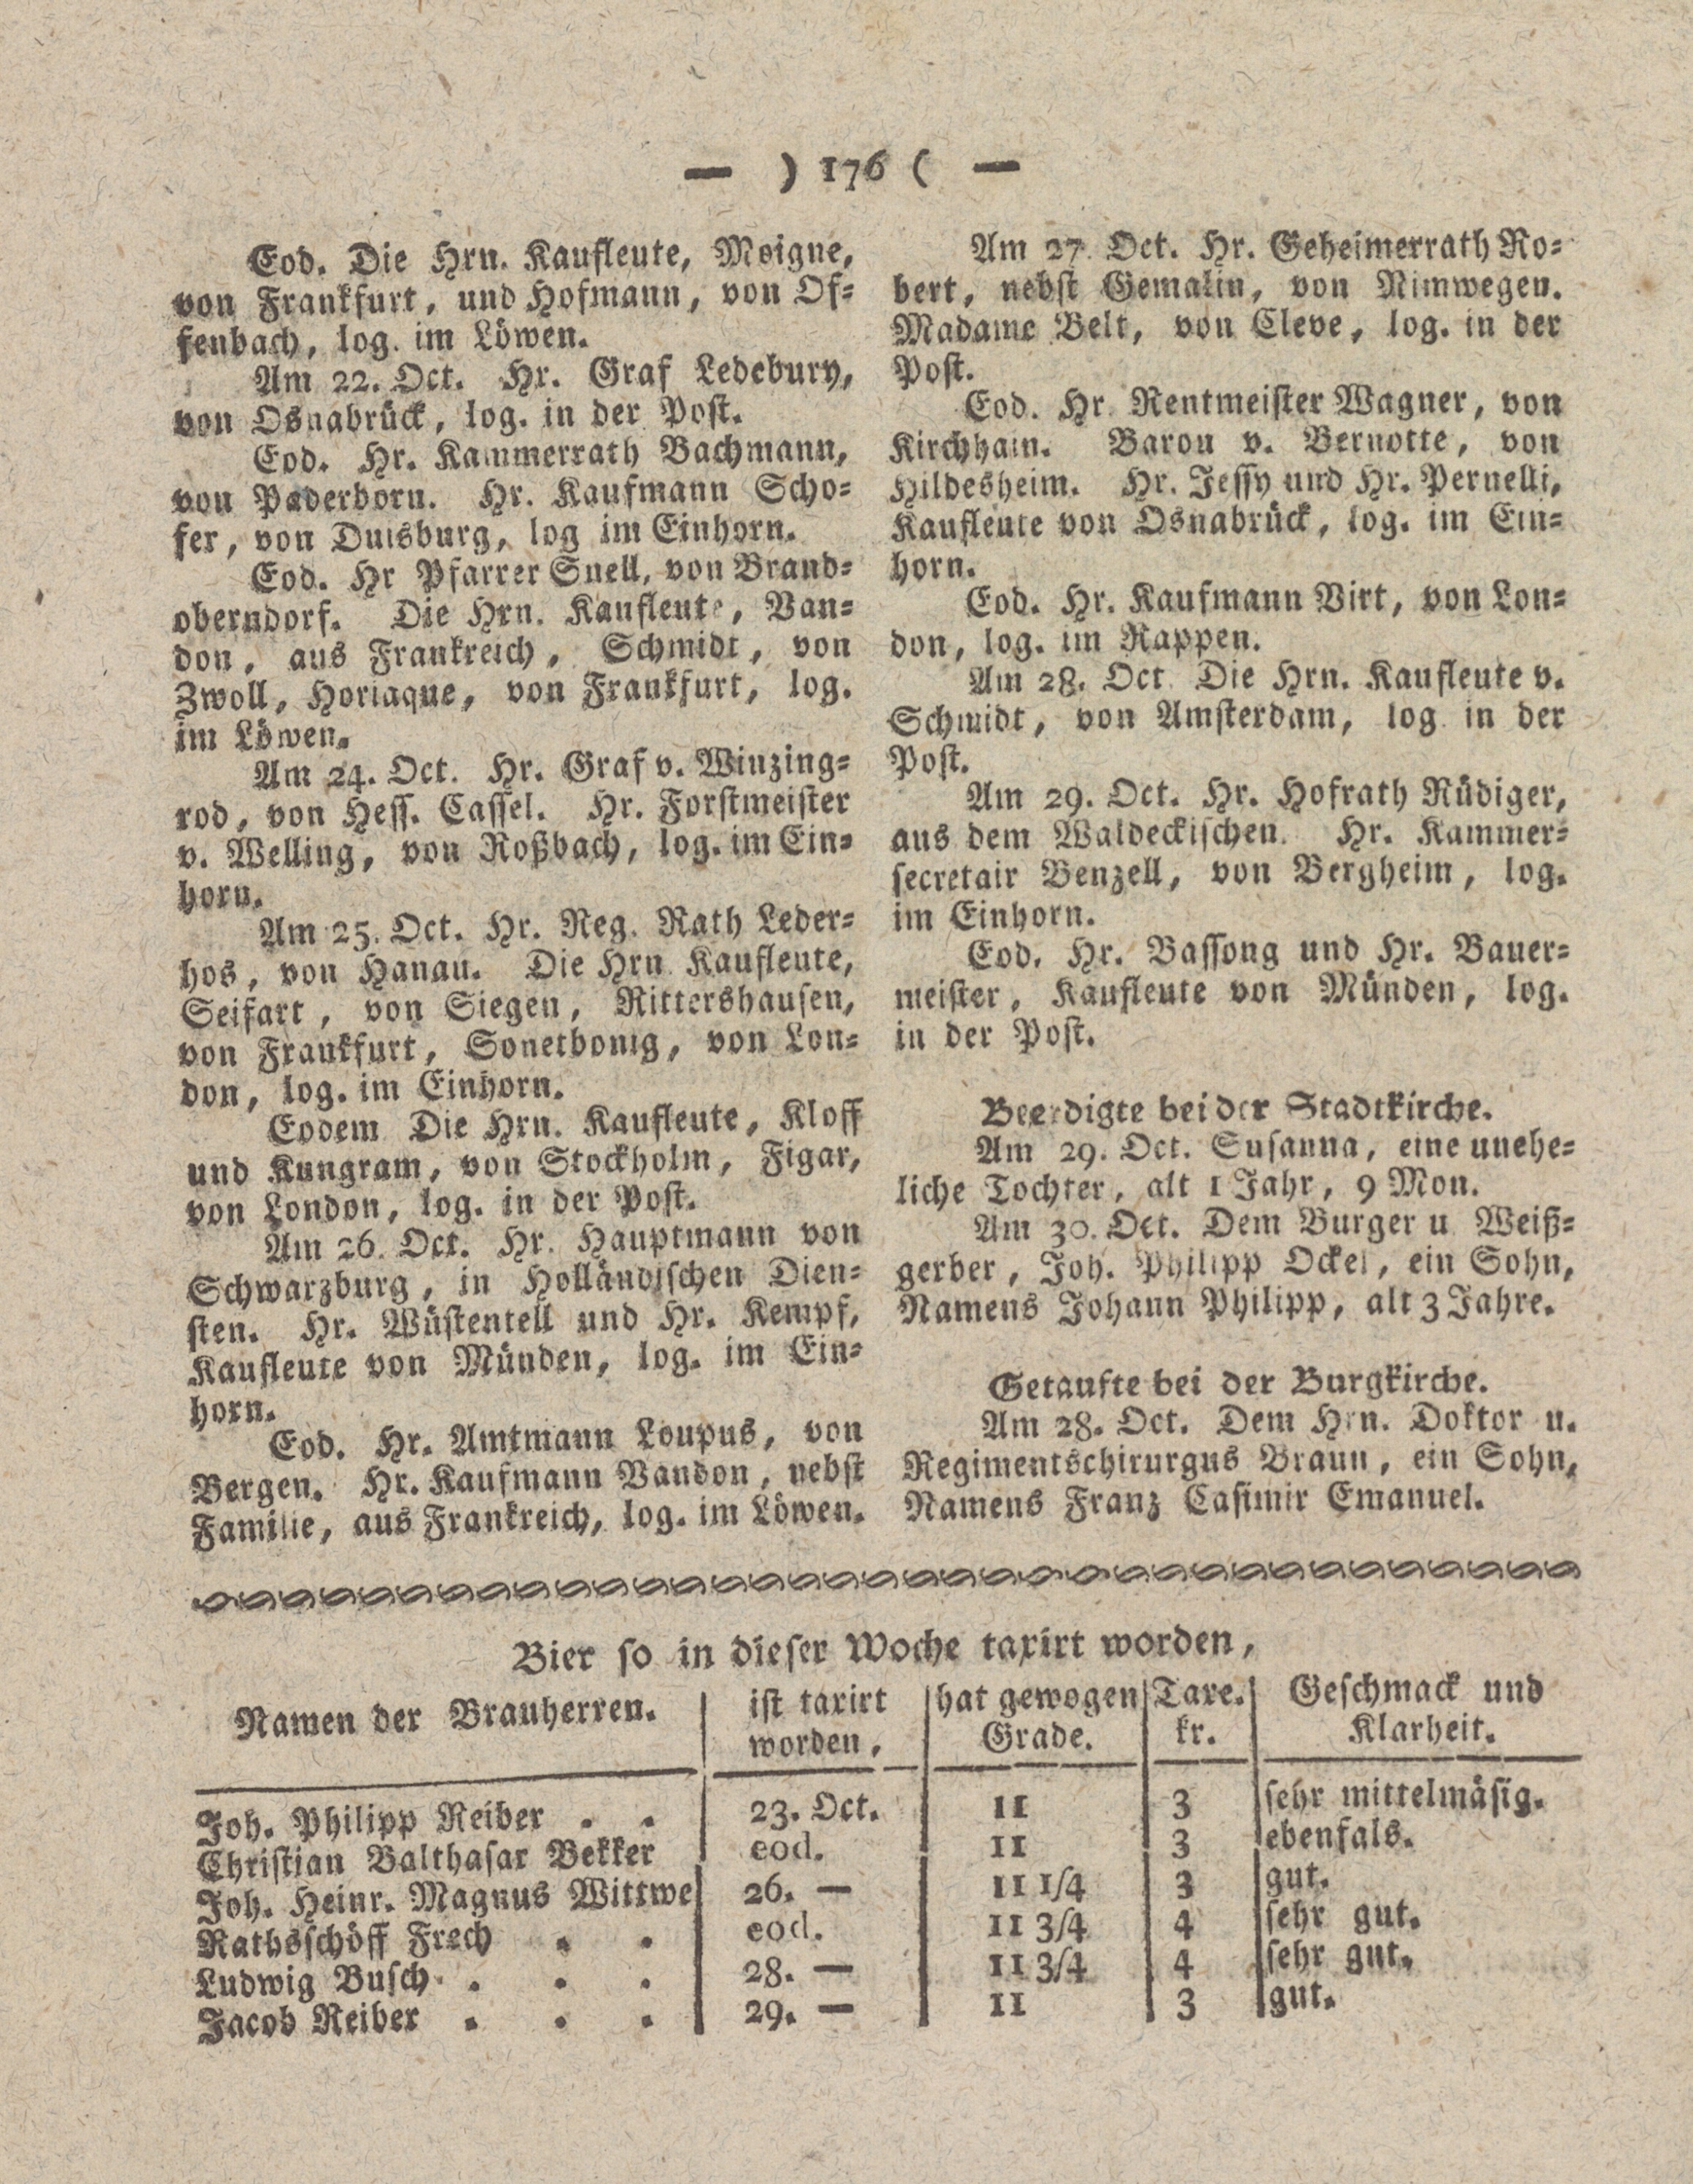 — ) 176 ( —
Eod. Die Hrn. Kaufleute, Moigne,
von Frankfurt, und Hofmann, von Of=
fenbach, log. im Löwen.
Am 22. Oct. Hr. Graf Ledebury,
von Osnabrück, log. in der Post.
Eod. Hr. Kammerrath Bachmann,
von Paderborn. Hr. Kaufmann Scho=
fer, von Duisburg, log im Einhorn.
Eod. Hr Pfarrer Snell, von Brand=
oberndorf. Die Hrn. Kaufleute, Van=
don, aus Frankreich, Schmidt, von
Zwoll, Horiaque, von Frankfurt, log.
im Löwen.
Am 24. Oct. Hr. Graf v. Winzing=
rod, von Hess. Cassel. Hr. Forstmeister
v. Welling, von Roßbach, log. im Ein=
horn.
Am 25. Oct. Hr. Reg. Rath Leder=
hos, von Hanau. Die Hrn Kaufleute,
Seifart, von Siegen, Rittershausen,
von Frankfurt, Sonetbonig, von Lon=
don, log. im Einhorn.
Eodem Die Hrn. Kaufleute, Kloff
und Kungram, von Stockholm, Figar,
von London, log. in der Post.
Am 26. Oct. Hr. Hauptmann von
Schwarzburg, in Holländischen Dien=
sten. Hr. Wüstentell und Hr. Kempf,
Kaufleute von Münden, log. im Ein=
horn.
Eod. Hr. Amtmann Loupus, von
Bergen. Hr. Kaufmann Vandon, nebst
Familie, aus Frankreich, log. im Löwen.
Am 27. Oct. Hr. Geheimerrath Ro=
bert, nebst Gemalin, von Nimwegen.
Madame Belt, von Cleve, log. in der
Post.
Eod. Hr. Rentmeister Wagner, von
Kirchhain. Baron v. Bernotte, von
Hildesheim. Hr. Jessy und Hr. Pernelli,
Kaufleute von Osnabrück, log. im Ein=
horn.
Eod. Hr. Kaufmann Virt, von Lon=
don, log. im Rappen.
Am 28. Oct Die Hrn. Kaufleute v.
Schmidt, von Amsterdam, log. in der
Post.
Am 29. Oct. Hr. Hofrath Rüdiger,
aus dem Waldeckischen. Hr. Kammer=
secretair Benzell, von Bergheim, log.
im Einhorn.
Eod. Hr. Bassong und Hr. Bauer=
meister, Kaufleute von Münden, log.
in der Post.
Beerdigte bei der Stadtkirche.
Am 29. Oct. Susanna, eine unehe=
liche Tochter, alt 1 Jahr, 9 Mon.
Am 30. Oct. Dem Burger u Weiß=
gerber, Joh. Philipp Ockel, ein Sohn,
Namens Johann Philipp, alt 3 Jahre.
Getaufte bei der Burgkirche.
Am 28. Oct. Dem Hrn. Doktor u.
Regimentschirurgus Braun, ein Sohn,
Namens Franz Casimir Emanuel.
Bier so in dieser Woche taxirt worden,
Namen der Brauherren. ist taxirt worden, hat gewogen Grade. Taxe. kr. Geschmack und Klarheit.
Joh. Philipp Reiber . . 23. Oct. 11 3 sehr mittelmäsig.
Christian Balthasar Bekker eod. 11 3 ebenfals.
Joh. Heinr. Magnus Wittwe 26. — 11 1/4 3 gut.
Rathsschöff Frech . . eod. 11 3/4 4 sehr gut.
Ludwig Busch . . . 28. — 11 3/4 4 sehr gut.
Jacob Reiber . . . 29. — 11 3 gut.